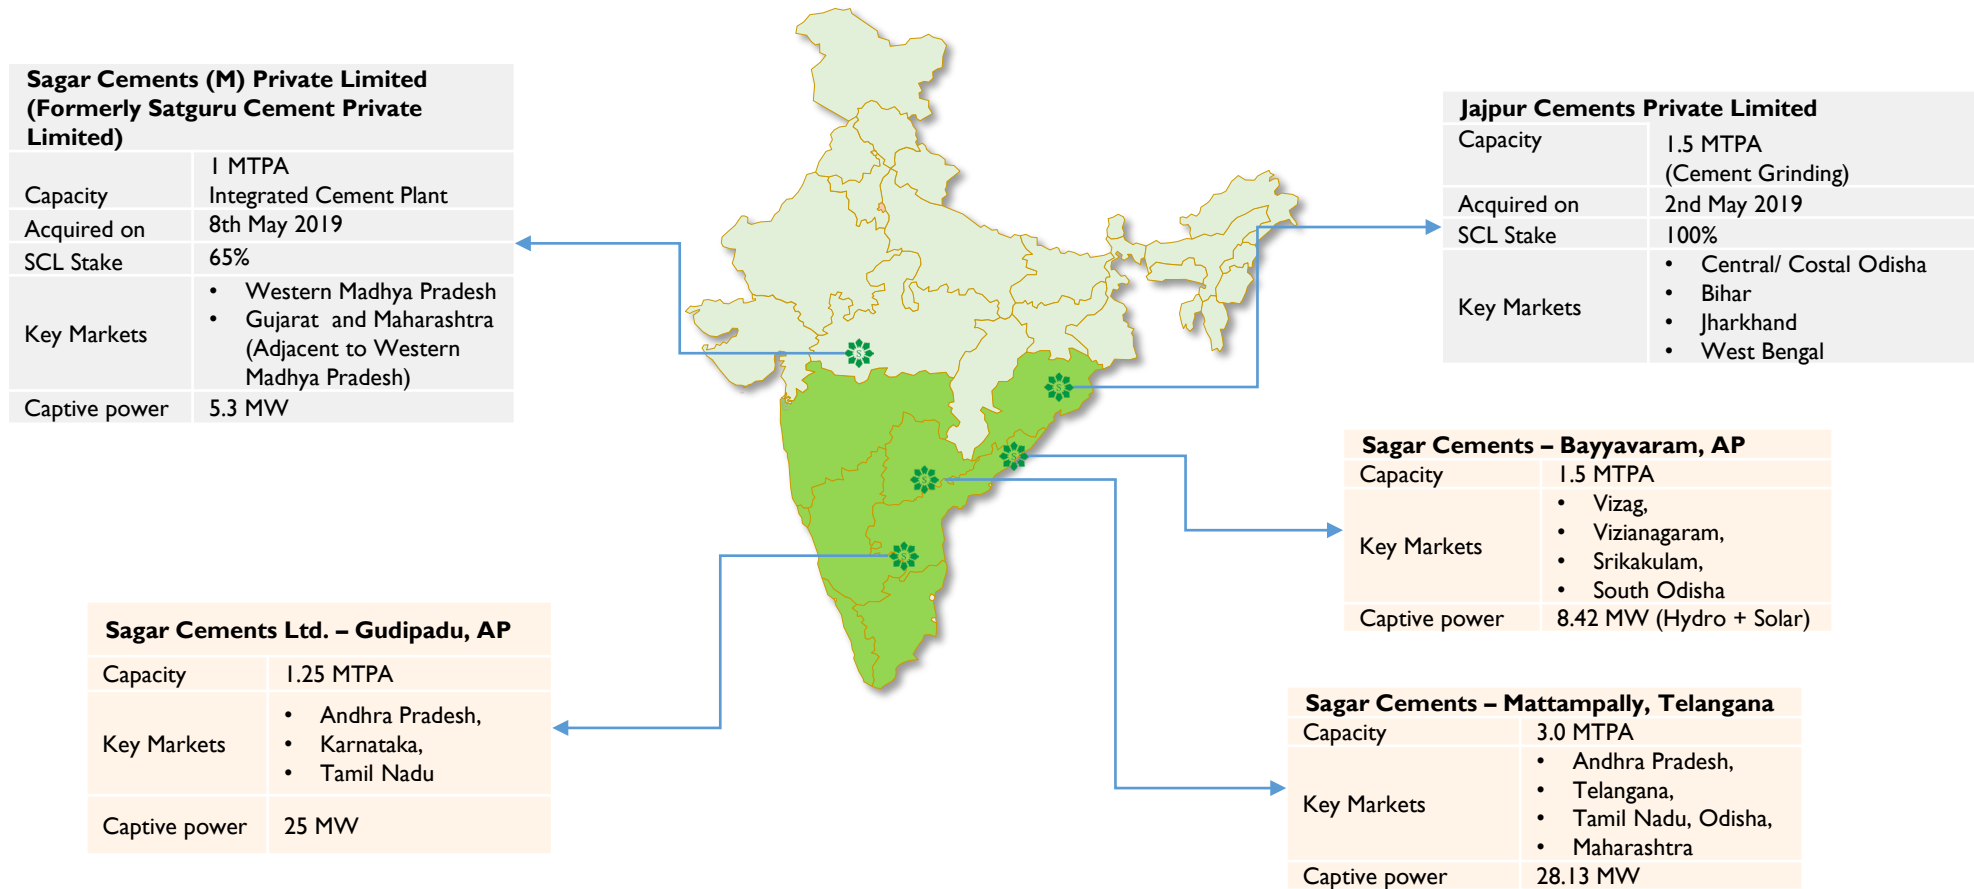 Sagar Cements (M) Private Limited
(Formerly Satguru Cement Private
Limited)
Capacity
1 MTPA
Integrated Cement Plant
Acquired on
8th May 2019
SCL Stake
65%
Key Markets
• Western Madhya Pradesh
• Gujarat and Maharashtra
(Adjacent to Western
Madhya Pradesh)
Captive power
5.3 MW
Jajpur Cements Private Limited
Capacity
1.5 MTPA
(Cement Grinding)
Acquired on
2nd May 2019
SCL Stake
100%
Key Markets
• Central/ Costal Odisha
• Bihar
• Jharkhand
• West Bengal
S
S
S
S
S
Sagar Cements – Bayyavaram, AP
Capacity
1.5 MTPA
Key Markets
• Vizag,
• Vizianagaram,
• Srikakulam,
• South Odisha
Captive power
8.42 MW (Hydro + Solar)
Sagar Cements Ltd. – Gudipadu, AP
Capacity
1.25 MTPA
Key Markets
• Andhra Pradesh,
• Karnataka,
• Tamil Nadu
Captive power
25 MW
Sagar Cements – Mattampally, Telangana
Capacity
3.0 MTPA
Key Markets
• Andhra Pradesh,
• Telangana,
• Tamil Nadu, Odisha,
• Maharashtra
Captive power
28.13 MW